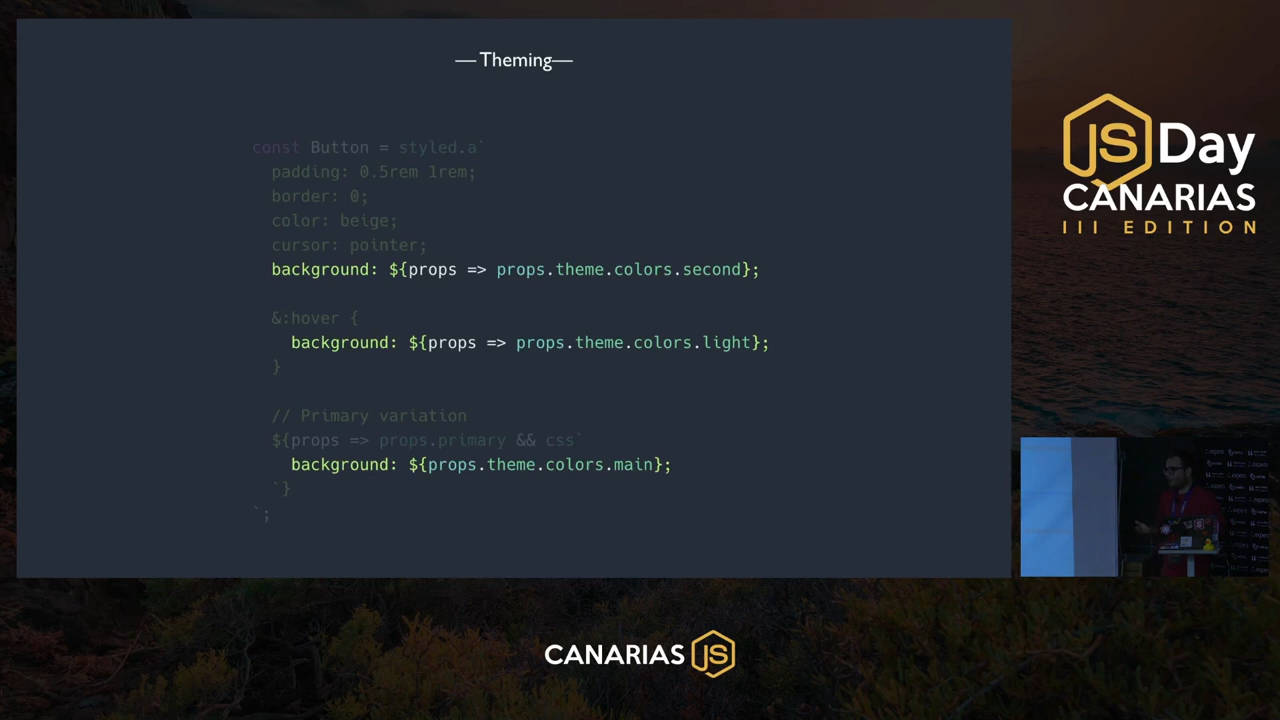 — Theming—
const Button = styled.a`
padding: 0.5rem 1rem;
border: 0;
color: beige;
cursor: pointer;
background: ${props => props.theme.colors.second};
&:hover {
background: ${props => props.theme.colors.light};
}
// Primary variation
${props => props.primary && css`
background: ${props.theme.colors.main};
`}
`;
JS Day
CANARIAS
III EDITION
CANARIAS JS